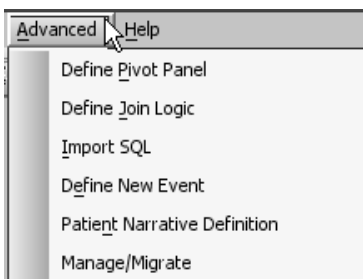 Advanced Help
Define Pivot Panel
Define Join Logic
Import SQL
Define New Event
Patient Narrative Definition
Manage/Migrate